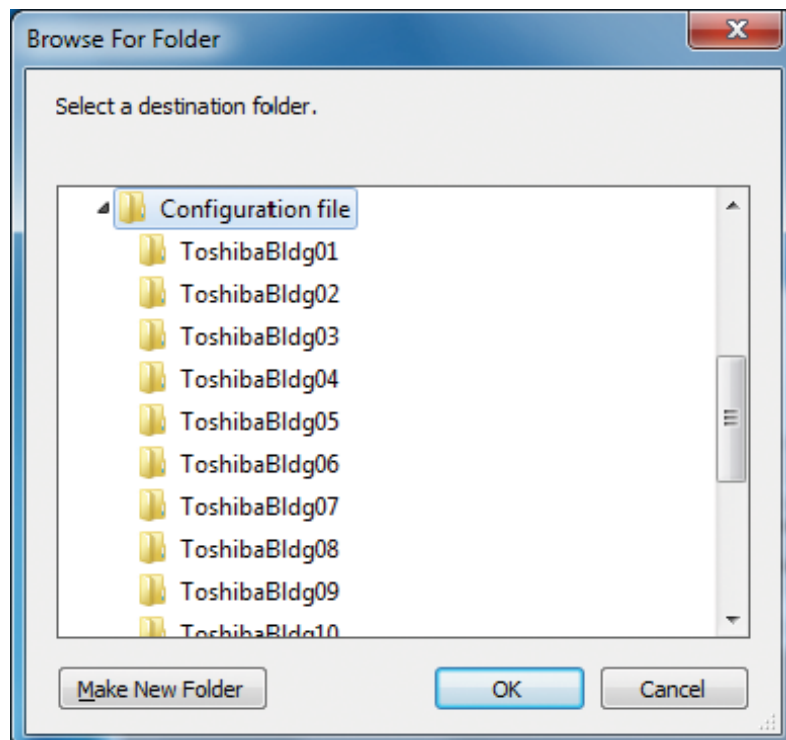 Browse For Folder
Select a destination folder.
Configuration file
ToshibaBldg01
ToshibaBldg02
ToshibaBldg03
ToshibaBldg04
ToshibaBldg05
ToshibaBldg06
ToshibaBldg07
ToshibaBldg08
ToshibaBldg09
ToshibaBldg10
Make New Folder OK Cancel